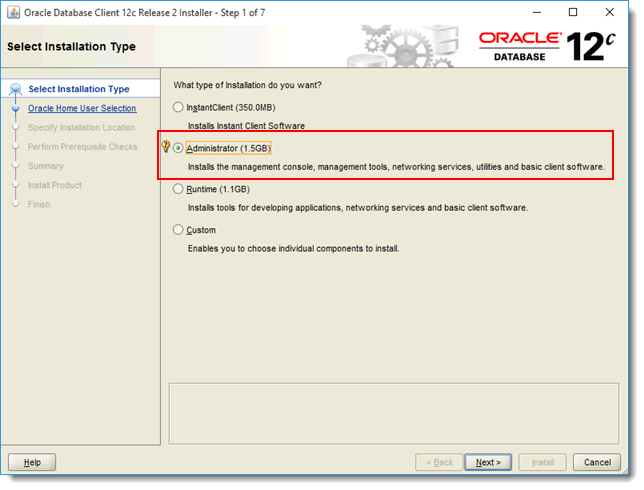 Oracle Database Client 12c Release 2 Installer - Step 1 of 7
Select Installation Type
ORACLE
DATABASE
12c
Select Installation Type
Oracle Home User Selection
Specify Installation Location
Perform Prerequisite Checks
Summary
Install Product
Finish
What type of Installation do you want?
InstantClient (350.0MB)
Installs Instant Client Software
Administrator (1.5GB)
Installs the management console, management tools, networking services, utilities and basic client software.
Runtime (1.1GB)
Installs tools for developing applications, networking services and basic client software.
Custom
Enables you to choose individual components to install.
Help
< Back
Next >
Install
Cancel